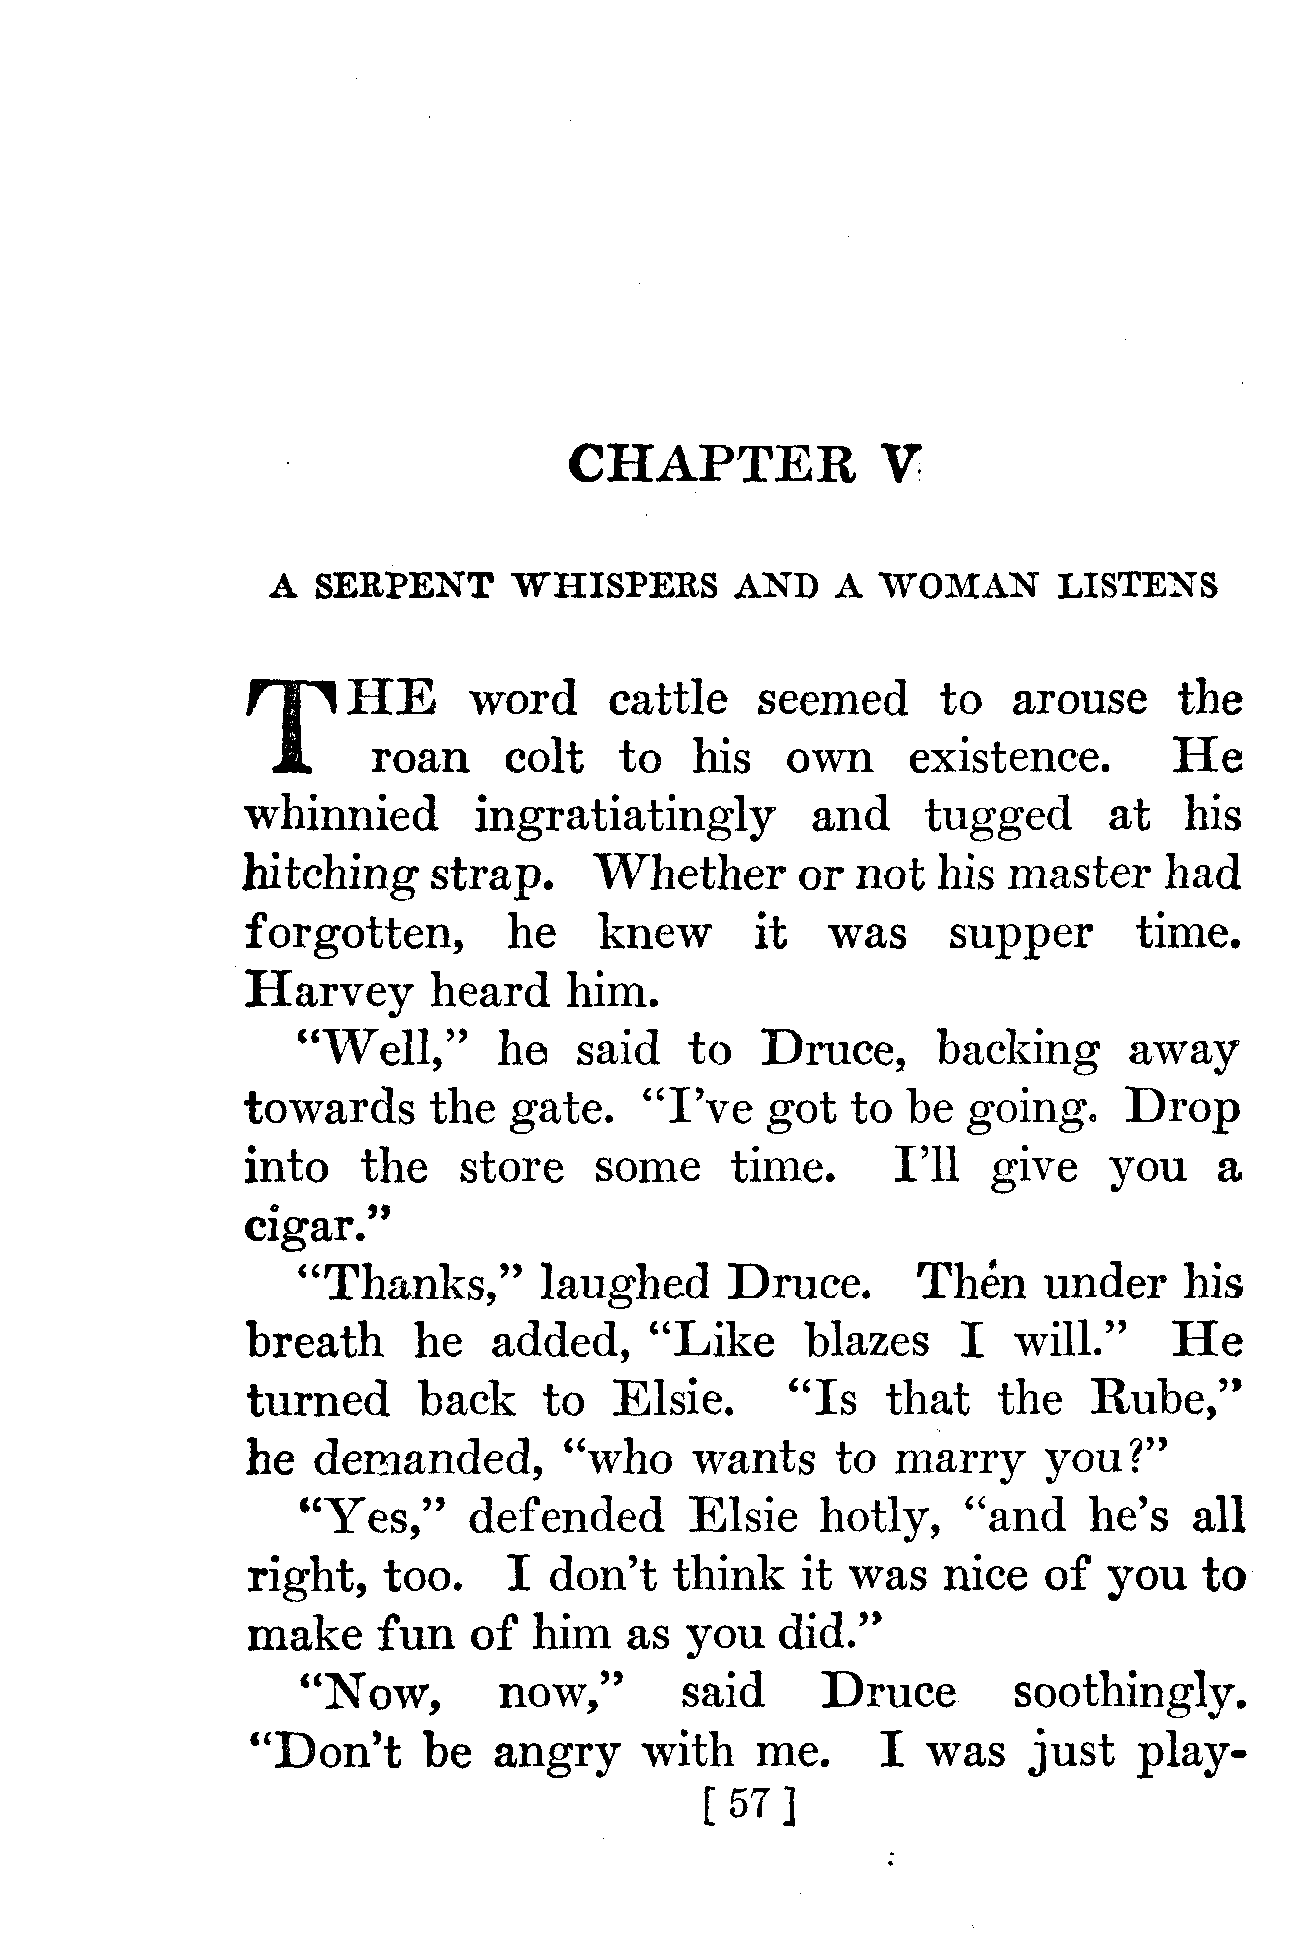 CHAPTER V
A SERPENT WHISPERS AND A WOMAN LISTENS
THE word cattle seemed to arouse the
roan colt to his own existence. He
whinnied ingratiatingly and tugged at his
hitching strap. Whether or not his master had
forgotten, he knew it was supper time.
Harvey heard him.
“Well,” he said to Druce, backing away
towards the gate. “I’ve got to be going. Drop
into the store some time. I’ll give you a
cigar.”
“Thanks,” laughed Druce. Then under his
breath he added, “Like blazes I will.” He
turned back to Elsie. “Is that the Rube,”
he demanded, “who wants to marry you?”
“Yes,” defended Elsie hotly, “and he’s all
right, too. I don’t think it was nice of you to
make fun of him as you did.”
“Now, now,” said Druce soothingly.
“Don’t be angry with me. I was just play-
[ 57 ]